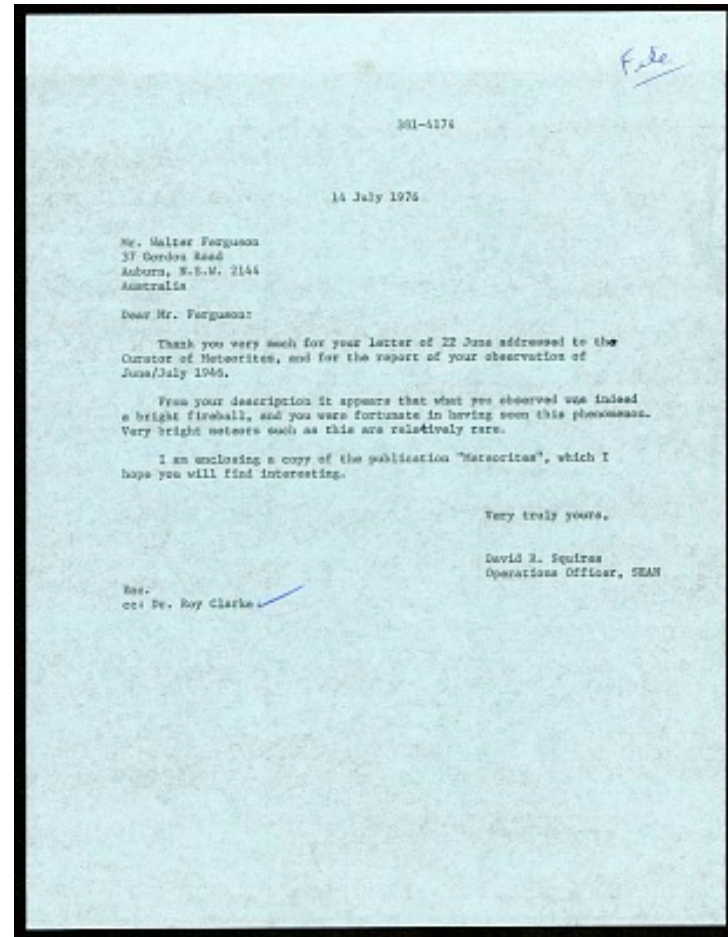 File
381-4174
14 July 1976
Mr. Walter Ferguson
37 Gordon Road
Auburn, N.S.W. 2144
Australia
Dear Mr. Ferguson:
Thank you very much for your letter of 22 June addressed to the
Curator of Meteorites, and for the report of your observation of
June/July 1946.
From your description it appears that what you observed was indeed
a bright fireball, and you were fortunate in having seen this phenomenon.
Very bright meteors such as this are relatively rare.
I am enclosing a copy of the publication "Meteorites", which I
hope you will find interesting.
Very truly yours,
David R. Squires
Operations Officer, SEAN
Enc.
cc: Dr. Roy Clarke